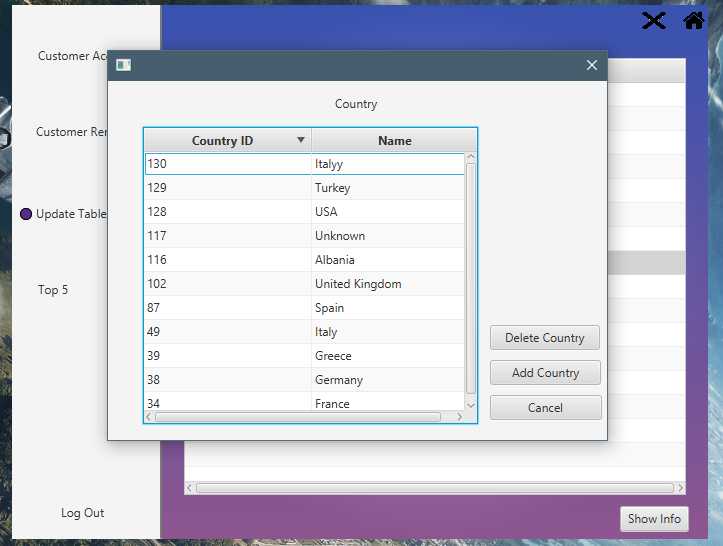 Customer Acc
Country
Country ID Name
130 Italyy
Customer Ren
129 Turkey
128 USA
Update Table
117 Unknown
116 Albania
102 United Kingdom
Top 5
87 Spain
49 Italy
Delete Country
39 Greece
Add Country
38 Germany
34 France
Cancel
Log Out
Show Info